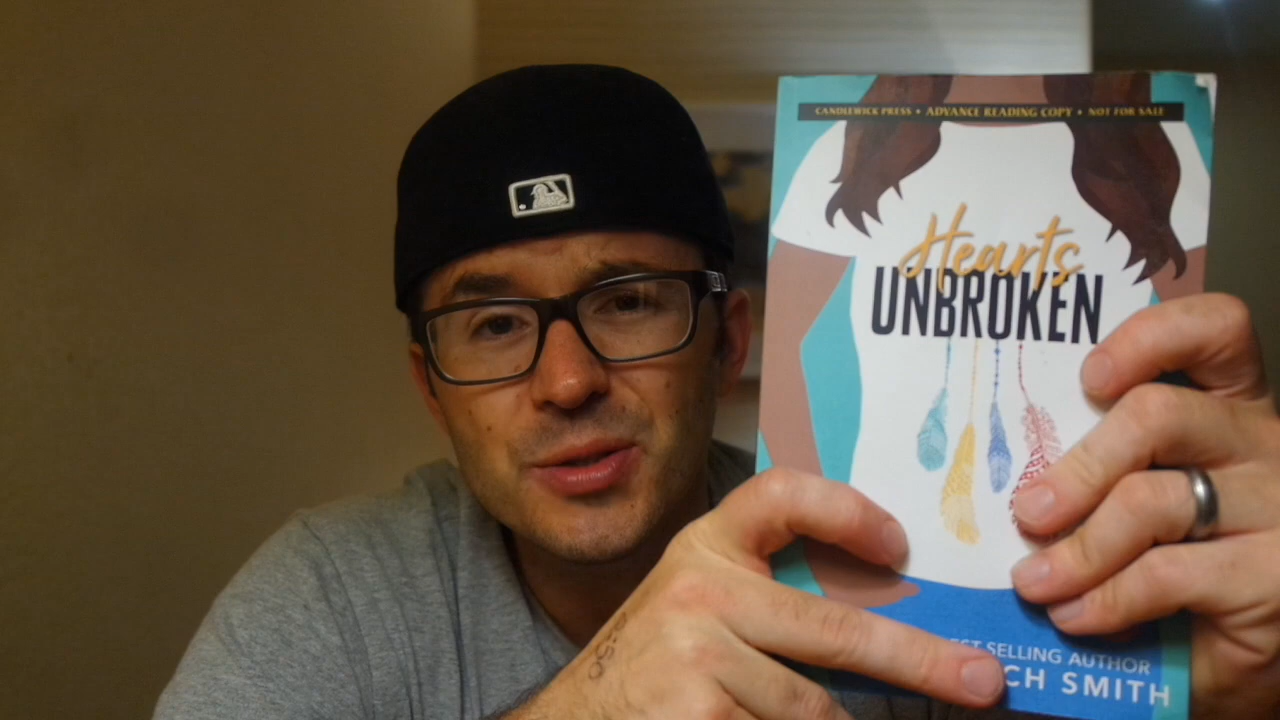 CANDLEWICK PRESS • ADVANCE READING COPY • NOT FOR SALE
Hearts
UNBROKEN
SELLING AUTHOR
SMITH